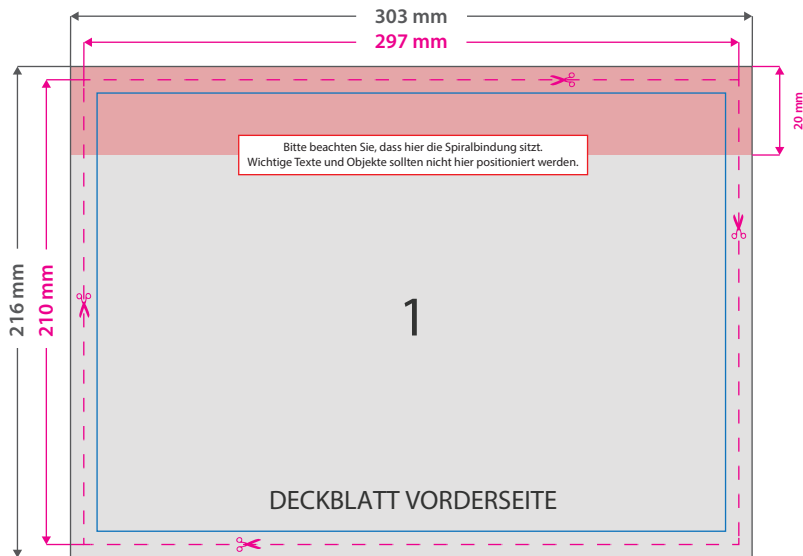 303 mm
297 mm
20 mm
Bitte beachten Sie, dass hier die Spiralbindung sitzt.
Wichtige Texte und Objekte sollten nicht hier positioniert werden.
216 mm
210 mm
1
DECKBLATT VORDERSEITE